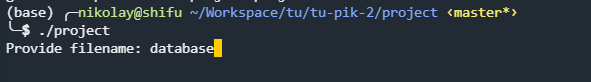 (base) ╭─nikolay@shifu ~/Workspace/tu/tu-pik-2/project ‹master*›
╰─$ ./project
Provide filename: database